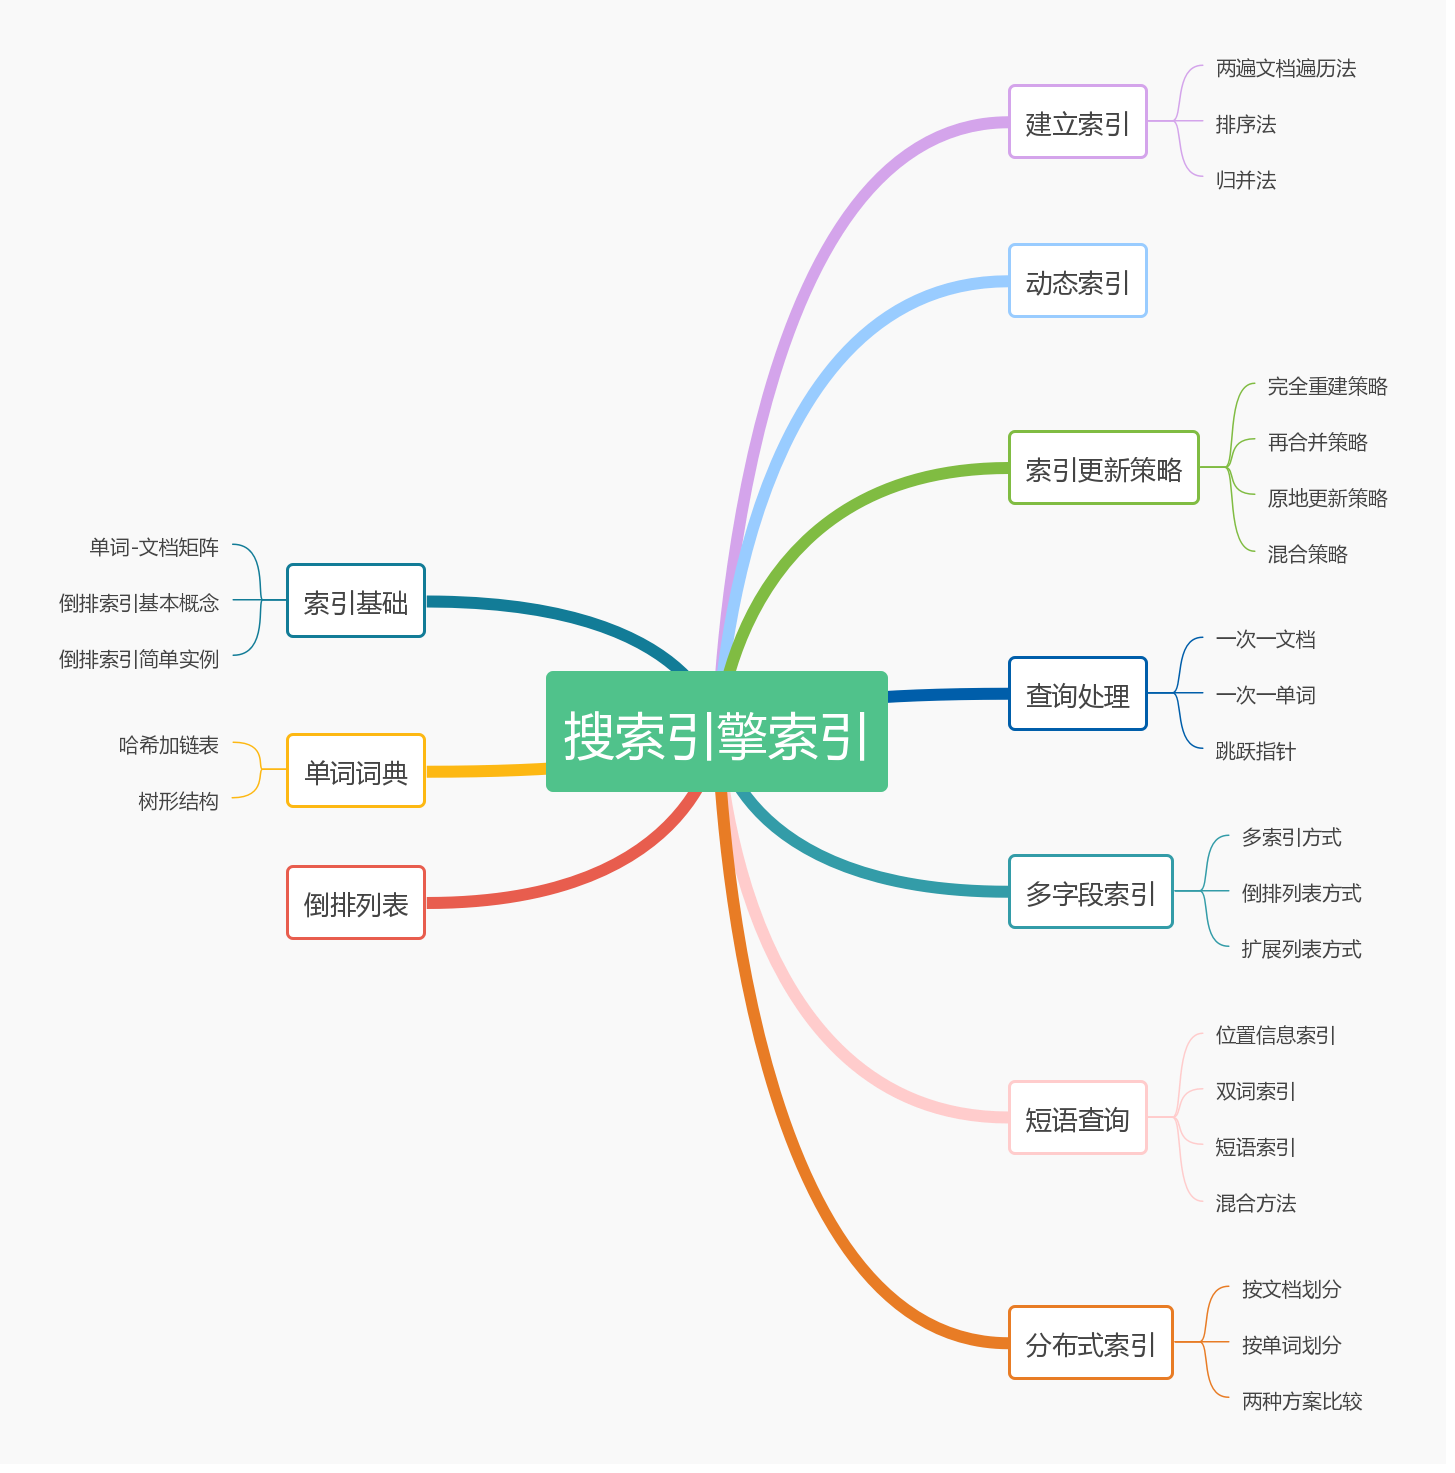 搜索引擎索引
建立索引
两遍文档遍历法
排序法
归并法
动态索引
索引更新策略
完全重建策略
再合并策略
原地更新策略
混合策略
查询处理
一次一文档
一次一单词
跳跃指针
多字段索引
多索引方式
倒排列表方式
扩展列表方式
短语查询
位置信息索引
双词索引
短语索引
混合方法
分布式索引
按文档划分
按单词划分
两种方案比较
索引基础
单词-文档矩阵
倒排索引基本概念
倒排索引简单实例
单词词典
哈希加链表
树形结构
倒排列表